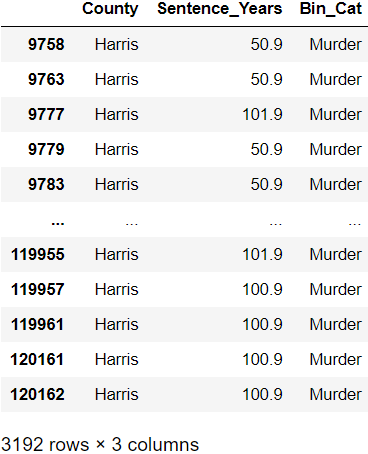 County Sentence_Years Bin_Cat
9758 Harris 50.9 Murder
9763 Harris 50.9 Murder
9777 Harris 101.9 Murder
9779 Harris 50.9 Murder
9783 Harris 50.9 Murder
... ... ... ...
119955 Harris 101.9 Murder
119957 Harris 100.9 Murder
119961 Harris 100.9 Murder
120161 Harris 100.9 Murder
120162 Harris 100.9 Murder
3192 rows × 3 columns